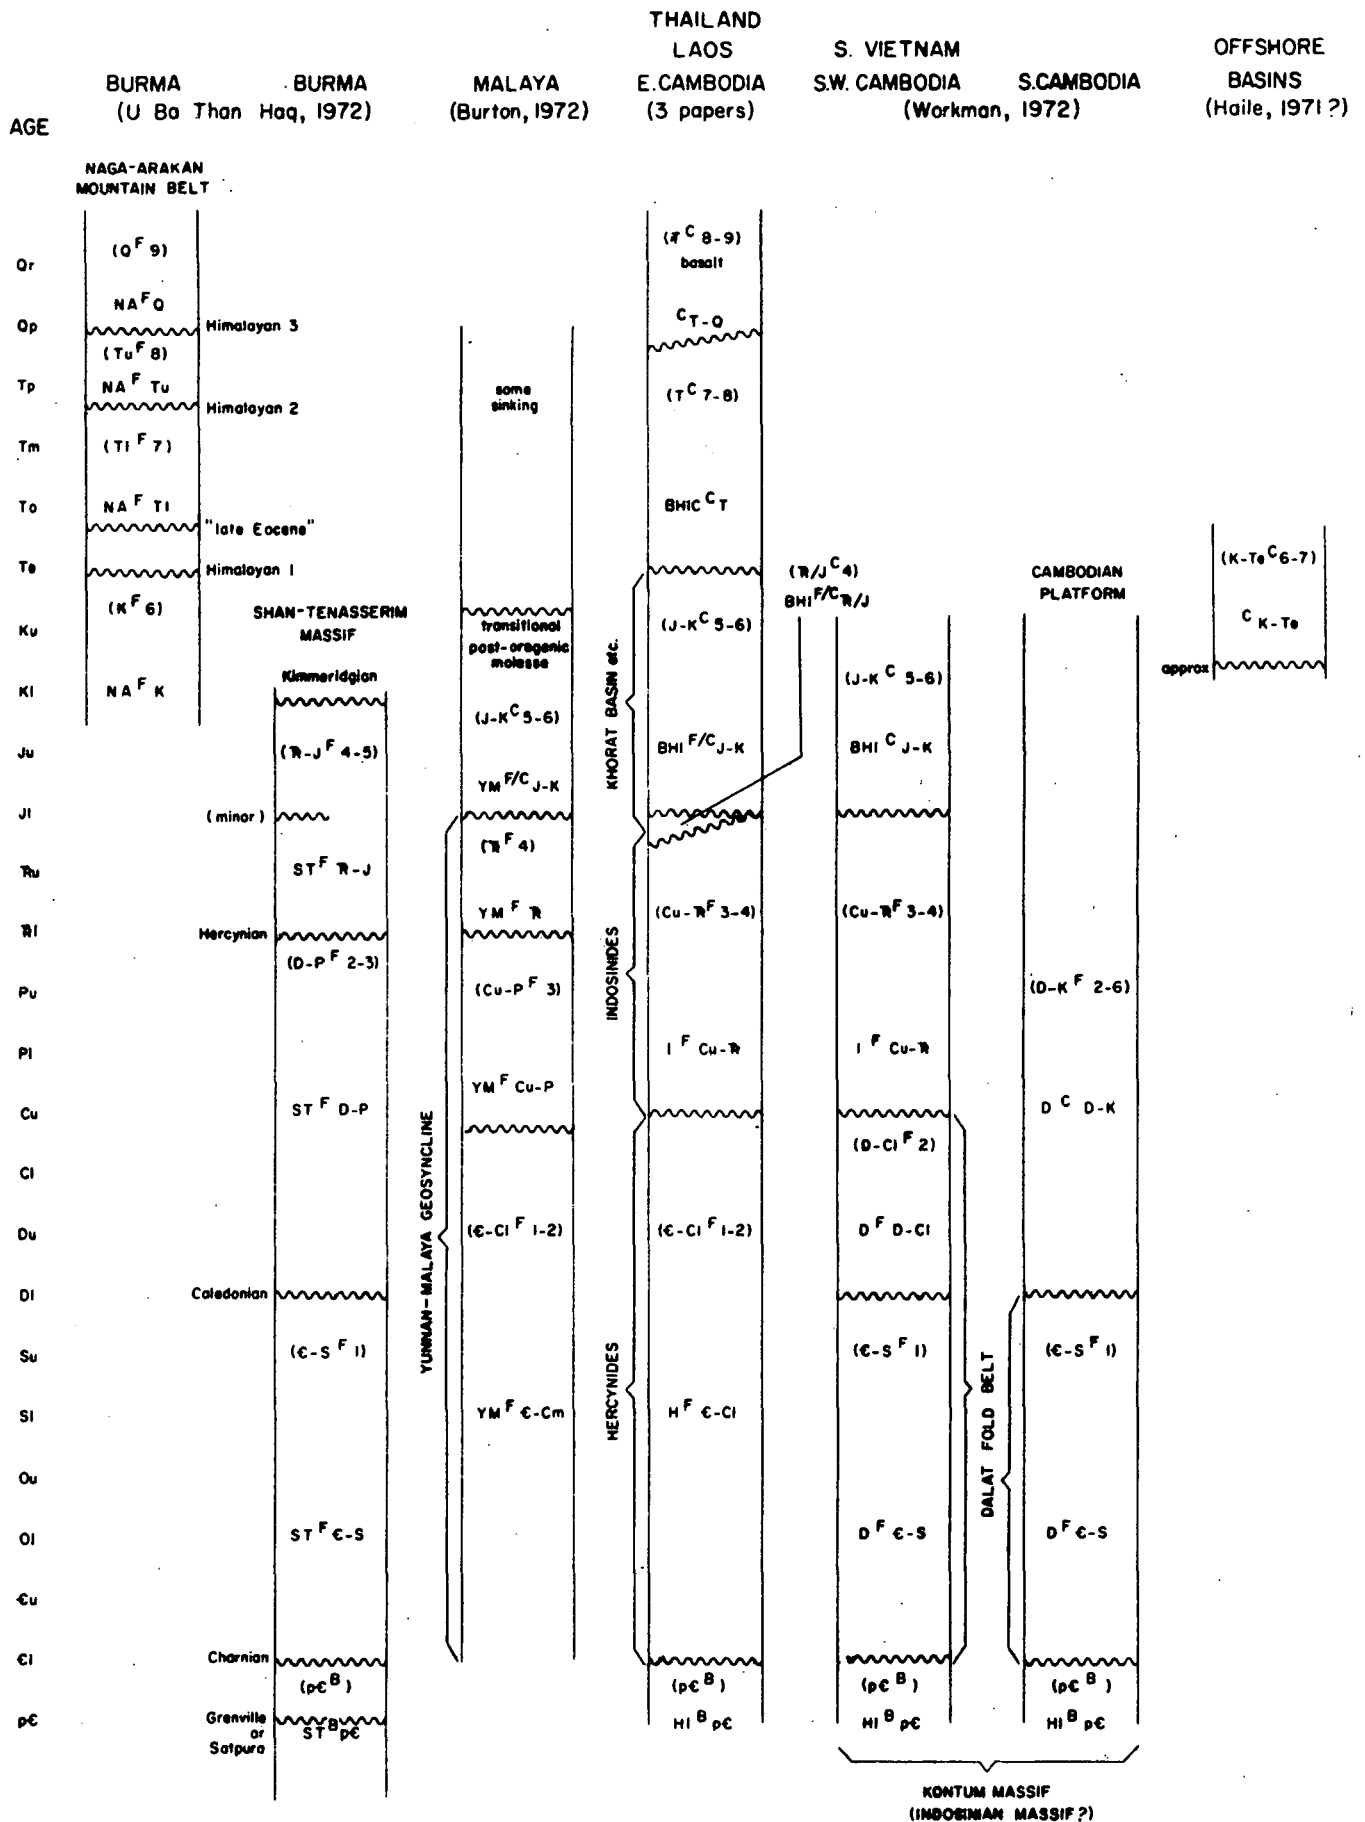 THAILAND
LAOS
E. CAMBODIA
(3 papers)
S. VIETNAM
S.W. CAMBODIA
S. CAMBODIA
(Workman, 1972)
OFFSHORE
BASINS
(Haile, 1971?)
BURMA
BURMA
(U Ba Than Haq, 1972)
MALAYA
(Burton, 1972)
AGE
Qr
Qp
Tp
Tm
To
Te
Ku
Kl
Ju
Jl
Ꞧu
Ꞧl
Pu
Pl
Cu
Cl
Du
Dl
Su
Sl
Ou
Ol
Єu
Єl
pЄ
NAGA-ARAKAN
MOUNTAIN BELT
(Q F 9)
NA F Q
Himalayan 3
(Tu F 8)
NA F Tu
Himalayan 2
(Tl F 7)
NA F Tl
"late Eocene"
Himalayan 1
(K F 6)
NA F K
SHAN-TENASSERIM
MASSIF
Kimmeridgian
(Ꞧ-J F 4-5)
(minor)
ST F Ꞧ-J
Hercynian
(D-P F 2-3)
ST F D-P
Caledonian
(Є-S F 1)
ST F Є-S
Charnian
(pЄ B)
Grenville
or
Satpura
ST B pЄ
some
sinking
transitional
post-orogenic
molasse
(J-K C 5-6)
YM F/C J-K
(Ꞧ F 4)
YM F Ꞧ
(Cu-P F 3)
YM F Cu-P
(Є-Cl F 1-2)
YM F Є-Cm
YUNNAN-MALAYA GEOSYNCLINE
C 8-9)
basalt
C T-Q
(T C 7-8)
BHIC C T
(J-K C 5-6)
BHI F/C J-K
(Cu-Ꞧ F 3-4)
I F Cu-Ꞧ
(Є-Cl F 1-2)
H F Є-Cl
(pЄ B)
HI B pЄ
KHORAT BASIN etc.
INDOSINIDES
HERCYNIDES
(Ꞧ/J C 4)
BHI F/C Ꞧ/J
(J-K C 5-6)
BHI C J-K
(Cu-Ꞧ F 3-4)
I F Cu-Ꞧ
(D-Cl F 2)
D F D-Cl
(Є-S F 1)
D F Є-S
(pЄ B)
HI B pЄ
DALAT FOLD BELT
CAMBODIAN
PLATFORM
(D-K F 2-6)
D C D-K
(Є-S F 1)
D F Є-S
(pЄ B)
HI B pЄ
KONTUM MASSIF
(INDOSINIAN MASSIF?)
(K-Te C 6-7)
C K-Te
approx